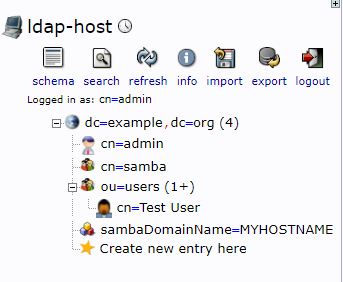 ldap-host
schema search refresh info import export logout
Logged in as: cn=admin
dc=example,dc=org (4)
cn=admin
cn=samba
ou=users (1+)
cn=Test User
sambaDomainName=MYHOSTNAME
Create new entry here